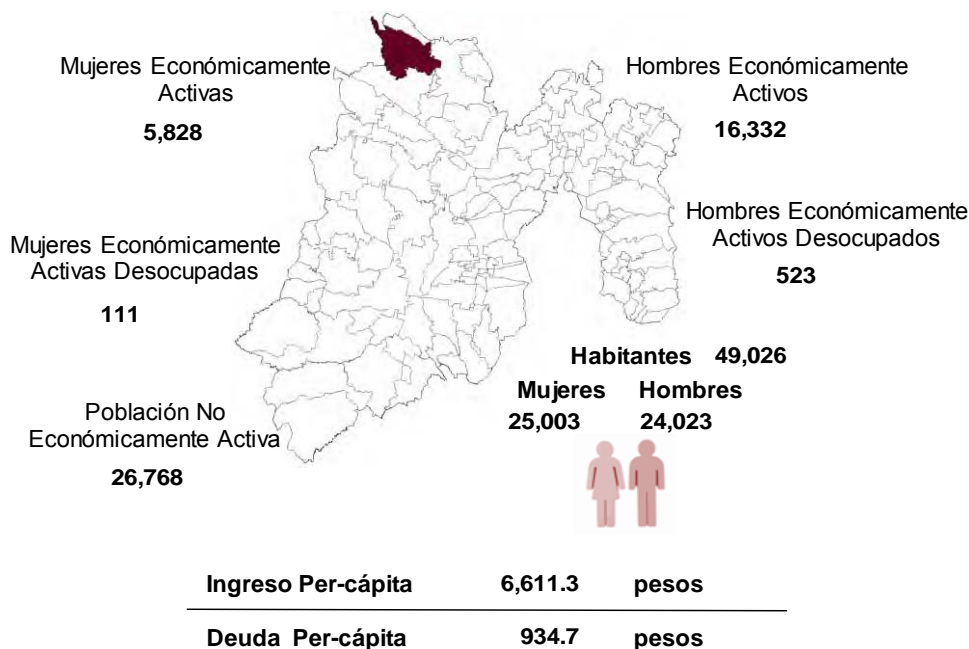 Mujeres Económicamente
Activas
5,828
Hombres Económicamente
Activos
16,332
Mujeres Económicamente
Activas Desocupadas
111
Hombres Económicamente
Activos Desocupados
523
Habitantes 49,026
Mujeres Hombres
25,003 24,023
Población No
Económicamente Activa
26,768
Ingreso Per-cápita 6,611.3 pesos
Deuda Per-cápita 934.7 pesos